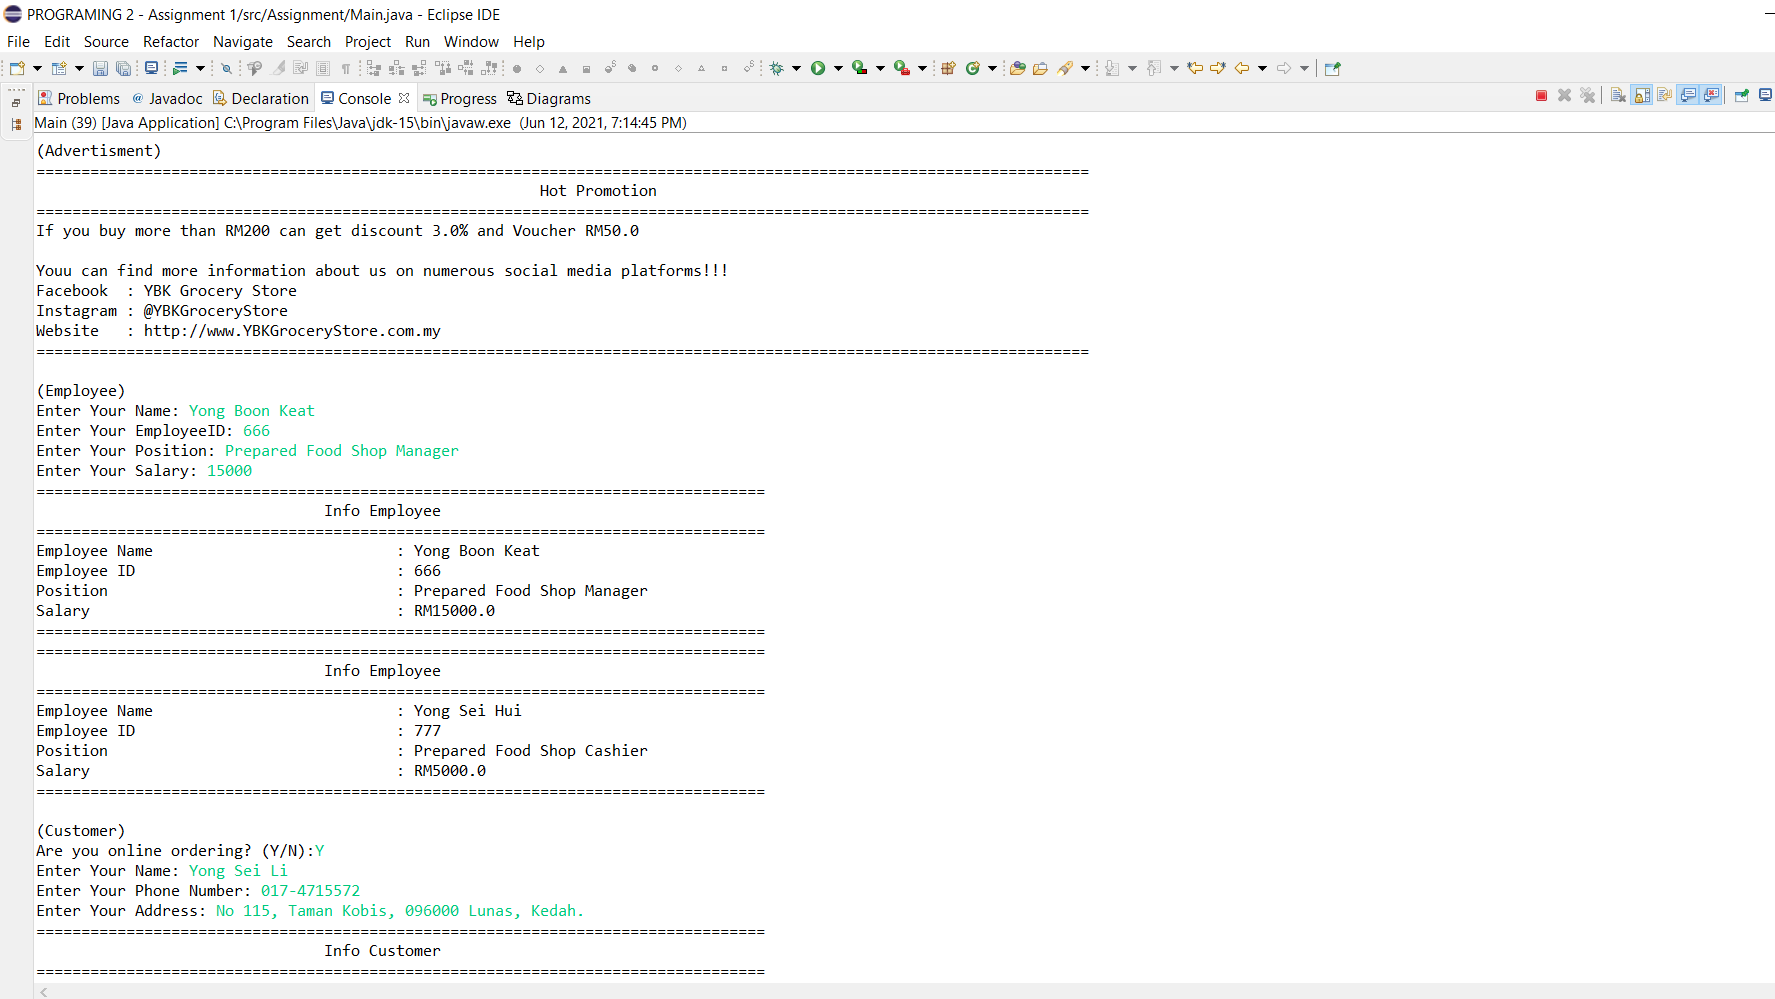 PROGRAMING 2 - Assignment 1/src/Assignment/Main.java - Eclipse IDE
File Edit Source Refactor Navigate Search Project Run Window Help
Problems @ Javadoc Declaration Console Progress Diagrams
Main (39) [Java Application] C:\Program Files\Java\jdk-15\bin\javaw.exe (Jun 12, 2021, 7:14:45 PM)
(Advertisment)
=====================================================================================================================
Hot Promotion
=====================================================================================================================
If you buy more than RM200 can get discount 3.0% and Voucher RM50.0
Youu can find more information about us on numerous social media platforms!!!
Facebook : YBK Grocery Store
Instagram : @YBKGroceryStore
Website : http://www.YBKGroceryStore.com.my
=====================================================================================================================
(Employee)
Enter Your Name: Yong Boon Keat
Enter Your EmployeeID: 666
Enter Your Position: Prepared Food Shop Manager
Enter Your Salary: 15000
=================================================================================
Info Employee
=================================================================================
Employee Name : Yong Boon Keat
Employee ID : 666
Position : Prepared Food Shop Manager
Salary : RM15000.0
=================================================================================
=================================================================================
Info Employee
=================================================================================
Employee Name : Yong Sei Hui
Employee ID : 777
Position : Prepared Food Shop Cashier
Salary : RM5000.0
=================================================================================
(Customer)
Are you online ordering? (Y/N):Y
Enter Your Name: Yong Sei Li
Enter Your Phone Number: 017-4715572
Enter Your Address: No 115, Taman Kobis, 096000 Lunas, Kedah.
=================================================================================
Info Customer
=================================================================================